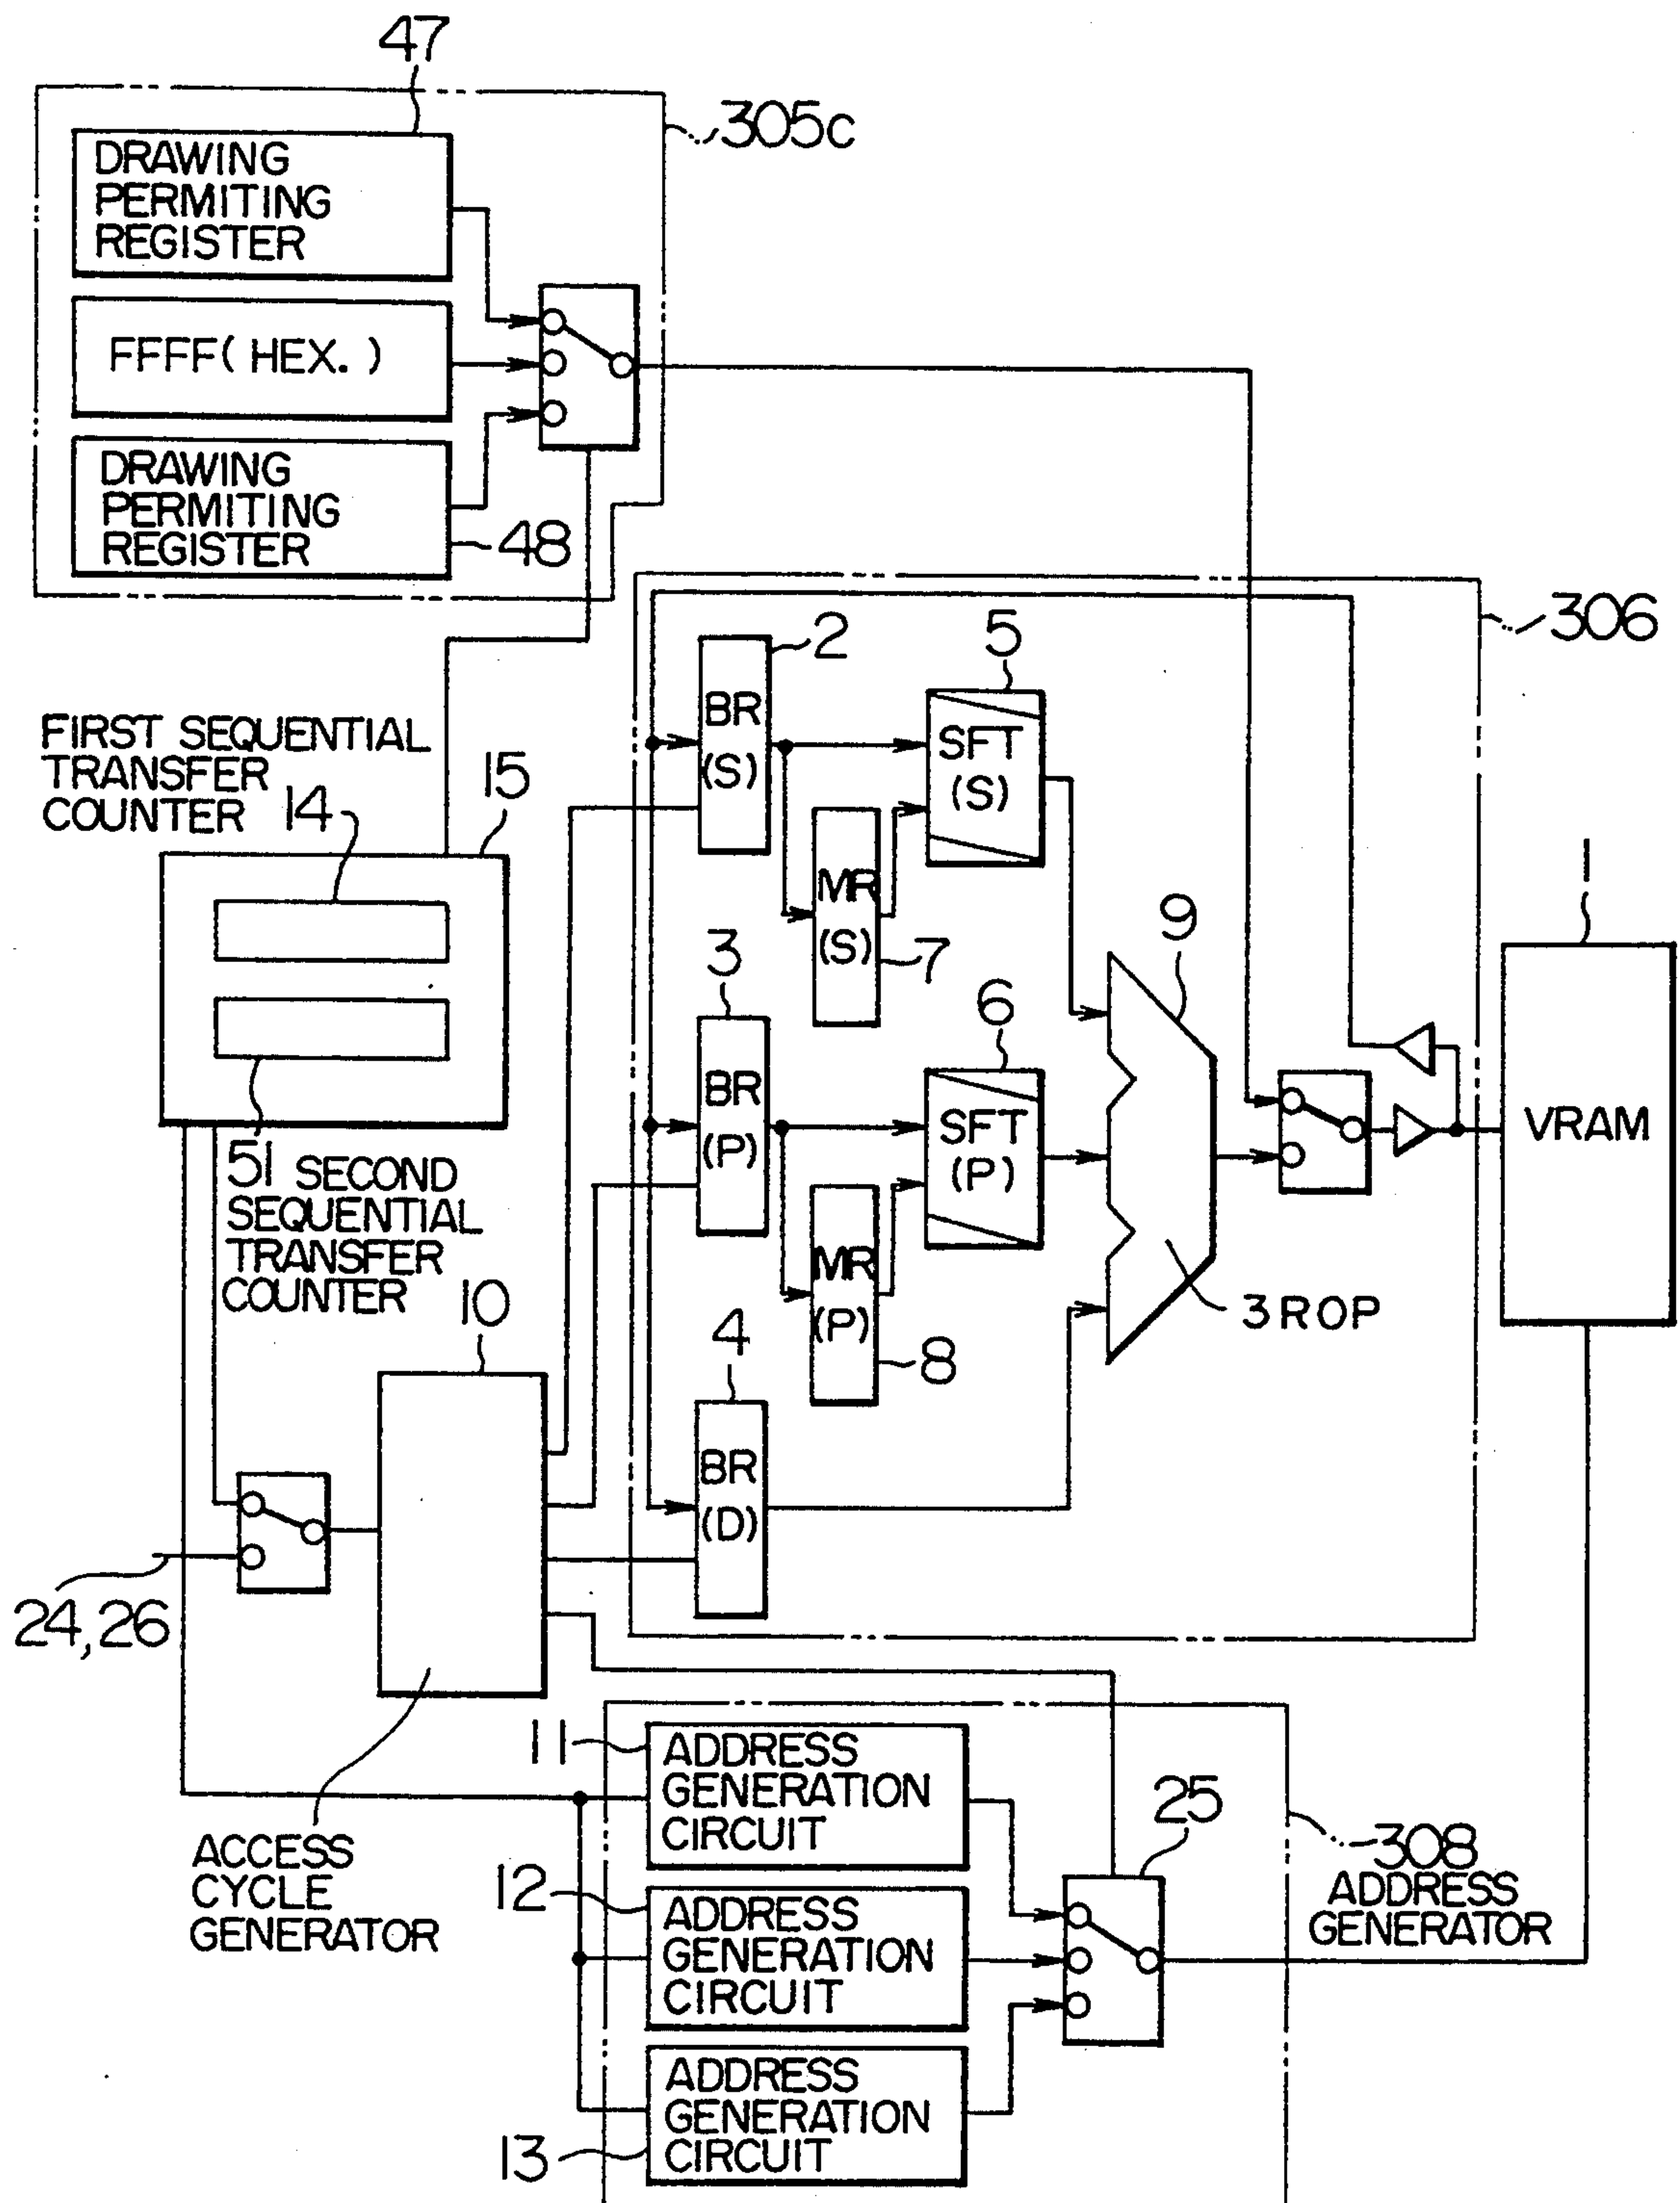 47
305c
DRAWING
PERMITING
REGISTER
FFFF( HEX. )
DRAWING
PERMITING
REGISTER
48
306
2
5
BR
(S)
SFT
(S)
FIRST SEQUENTIAL
TRANSFER
COUNTER
14
15
MR
(S)
7
1
9
3
6
BR
(P)
SFT
(P)
VRAM
51 SECOND
SEQUENTIAL
TRANSFER
COUNTER
MR
(P)
8
3 ROP
10
4
BR
(D)
24, 26
11
ADDRESS
GENERATION
CIRCUIT
25
308
ADDRESS
GENERATOR
ACCESS
CYCLE
GENERATOR
12
ADDRESS
GENERATION
CIRCUIT
13
ADDRESS
GENERATION
CIRCUIT